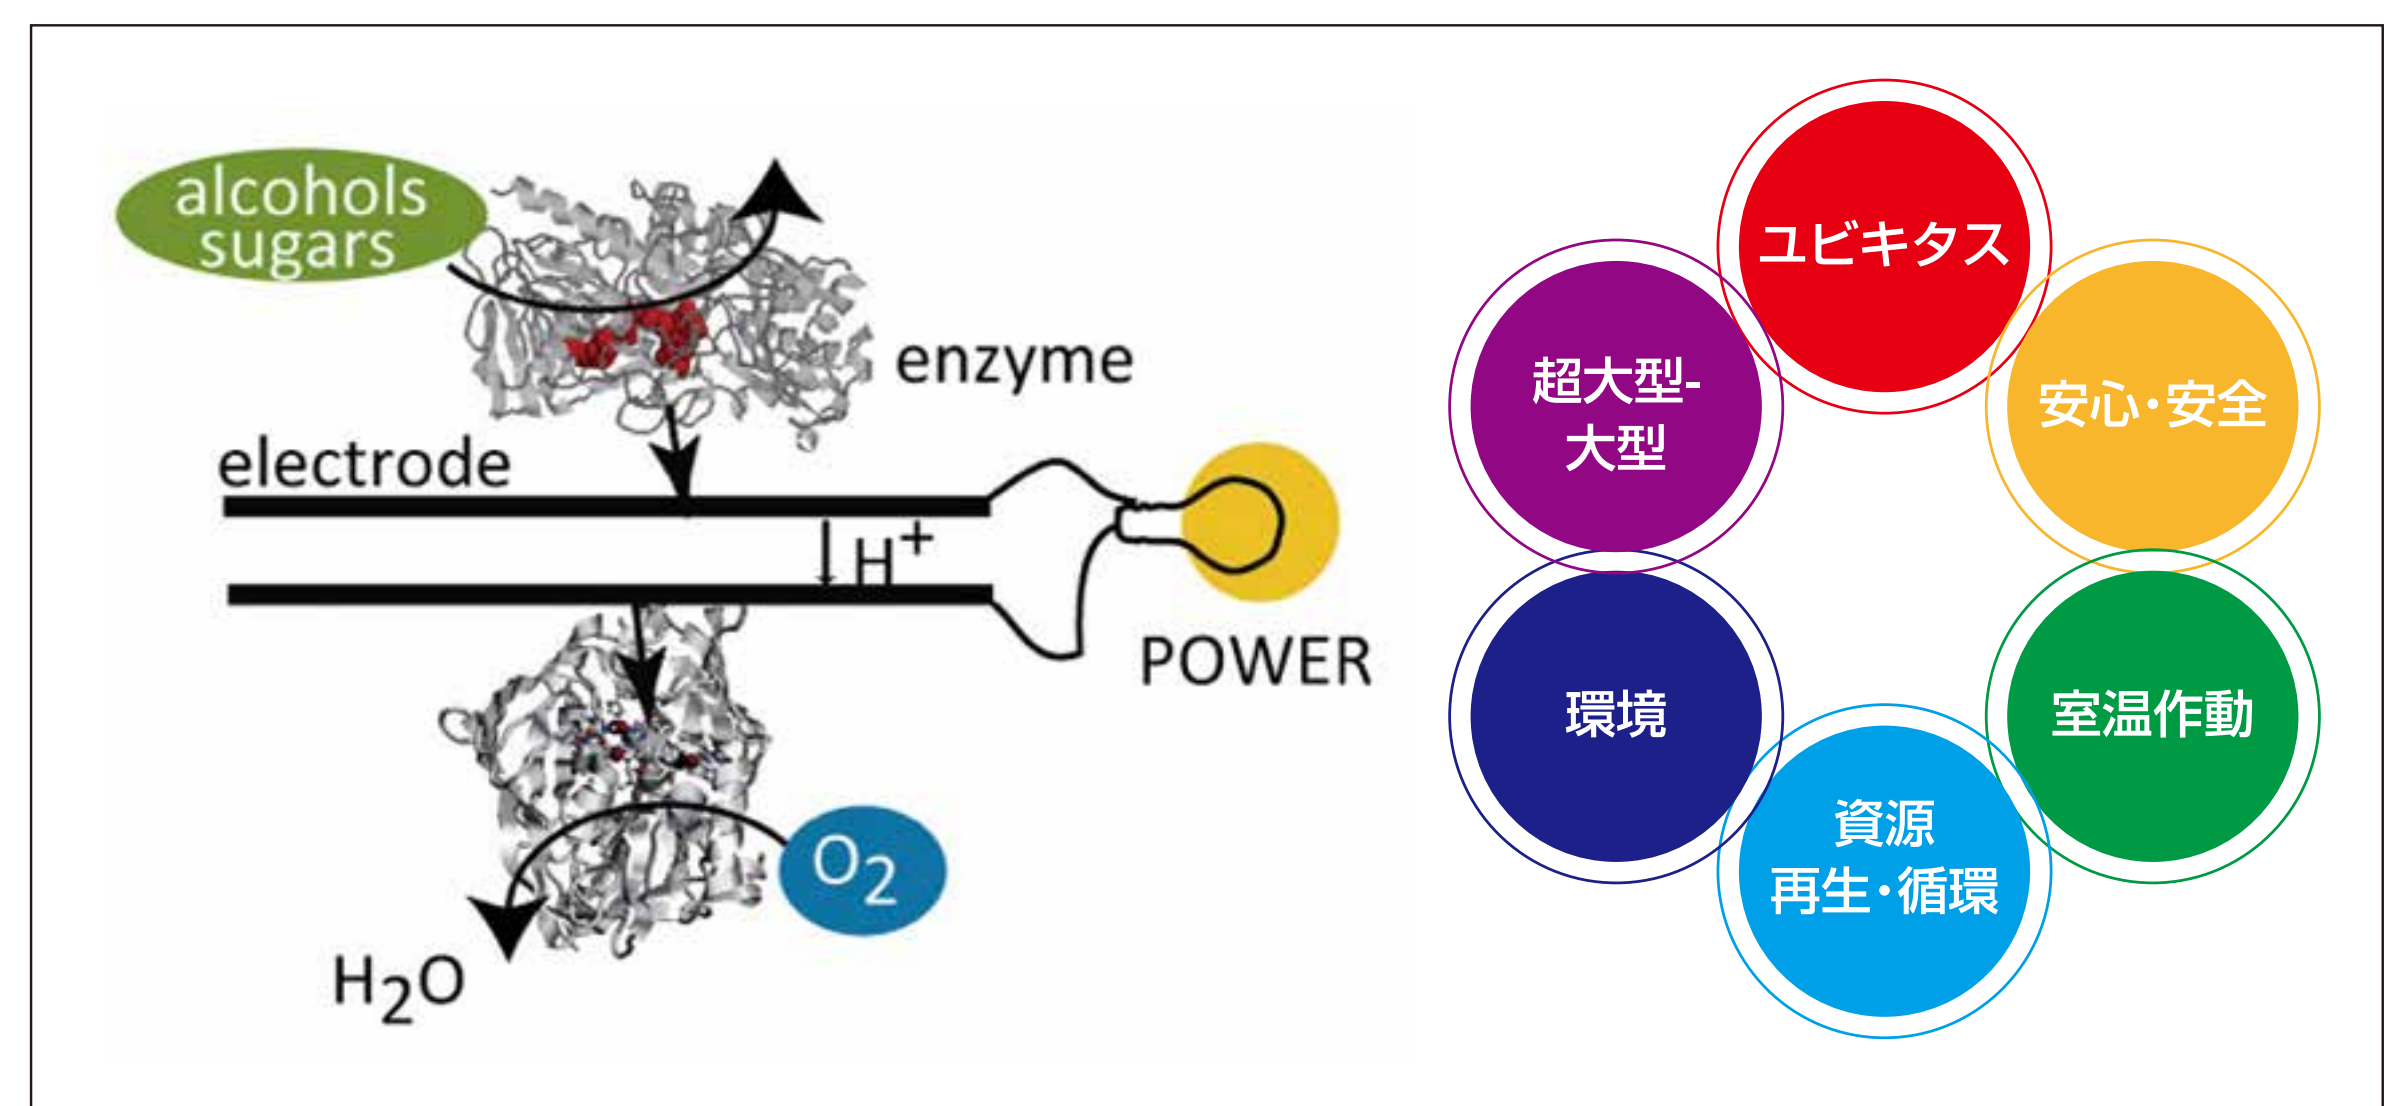 alcohols
sugars
enzyme
electrode
H+
POWER
O2
H2O
ユビキタス
安心・安全
室温作動
資源
再生・循環
環境
超大型-
大型